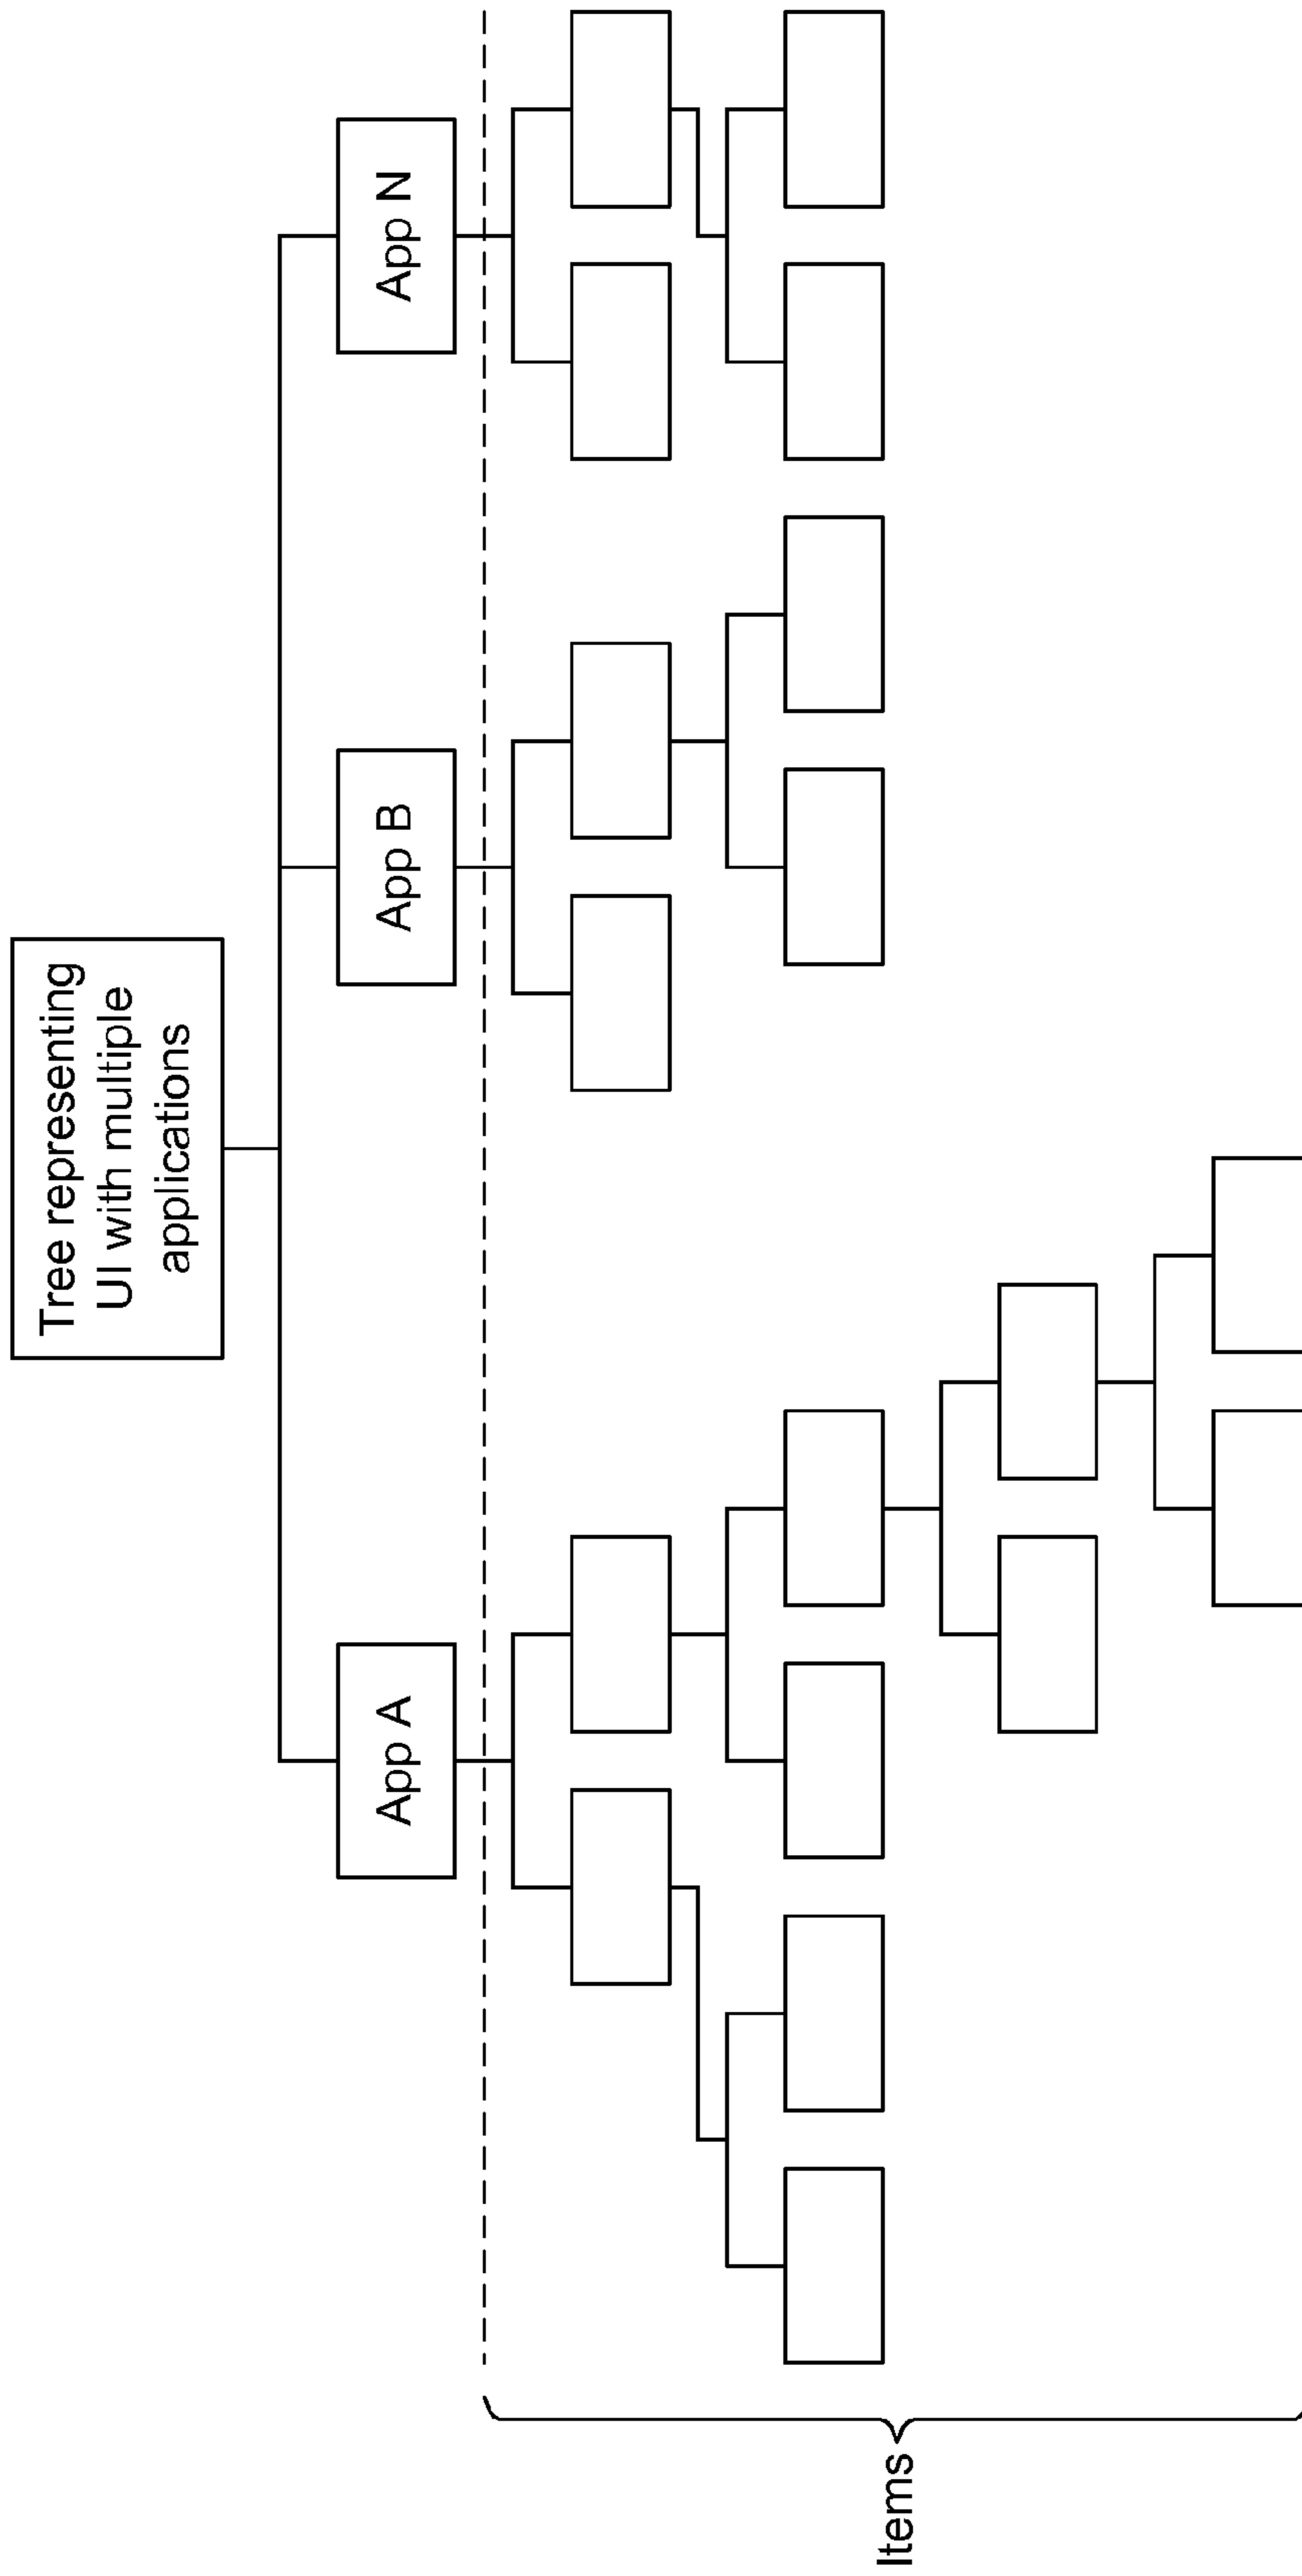 Tree representing
UI with multiple
applications
App A
App B
App N
Items